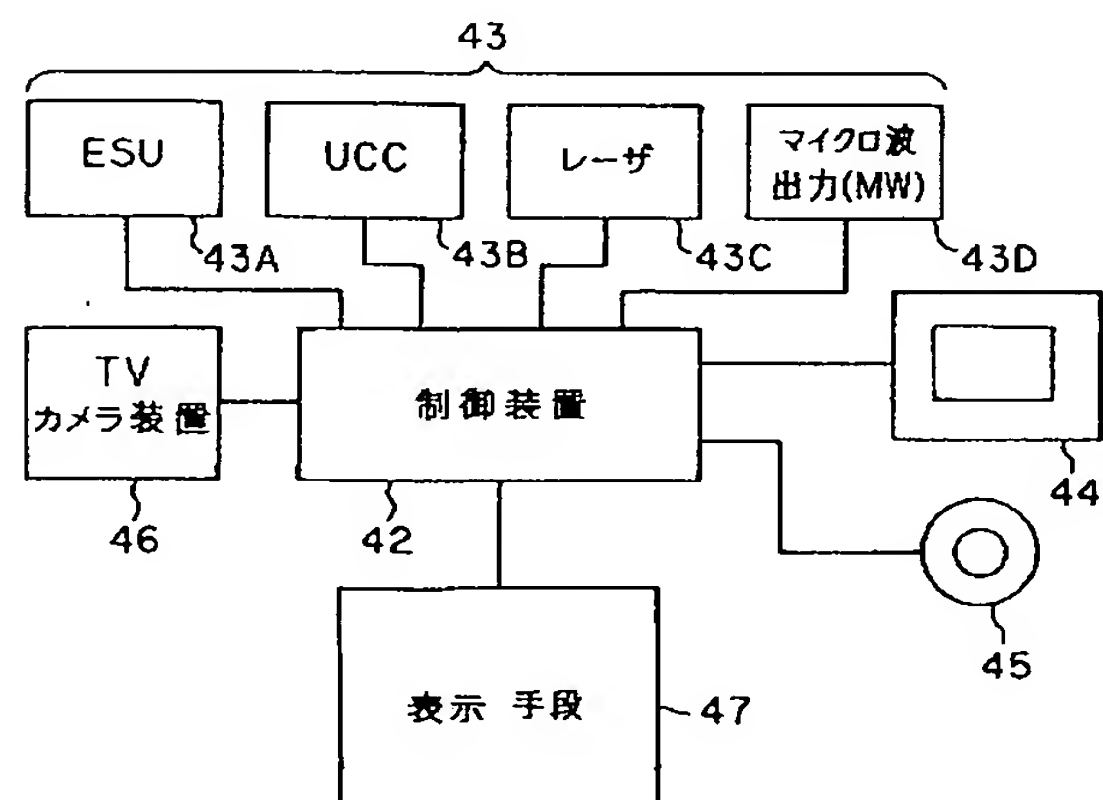 43
ESU
UCC
レーザ
マイクロ波
出力(MW)
43A
43B
43C
43D
TV
カメラ装置
制御装置
44
46
42
45
表示手段
47